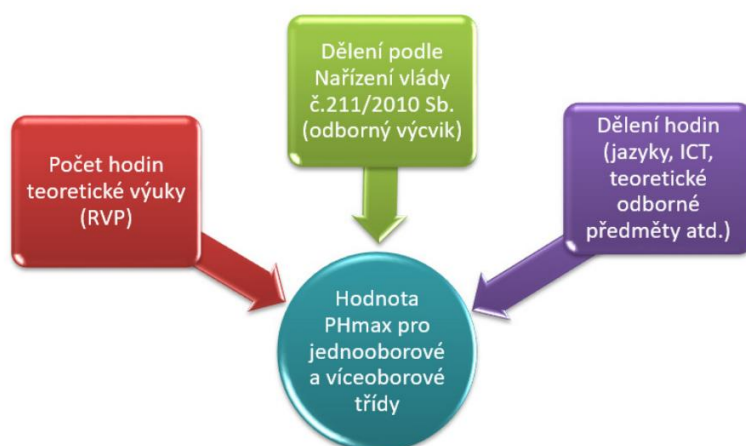 Počet hodin
teoretické výuky
(RVP)
Dělení podle
Nařízení vlády
č.211/2010 Sb.
(odborný výcvik)
Dělení hodin
(jazyky, ICT,
teoretické
odborné
předměty atd.)
Hodnota
PHmax pro
jednooborové
a víceoborové
třídy